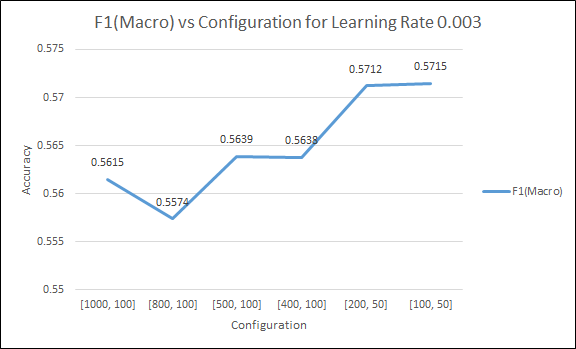 F1(Macro) vs Configuration for Learning Rate 0.003
0.575
0.57
0.565
0.56
0.555
0.55
Accuracy
0.5615
0.5574
0.5639
0.5638
0.5712
0.5715
F1(Macro)
[1000, 100] [800, 100] [500, 100] [400, 100] [200, 50] [100, 50]
Configuration